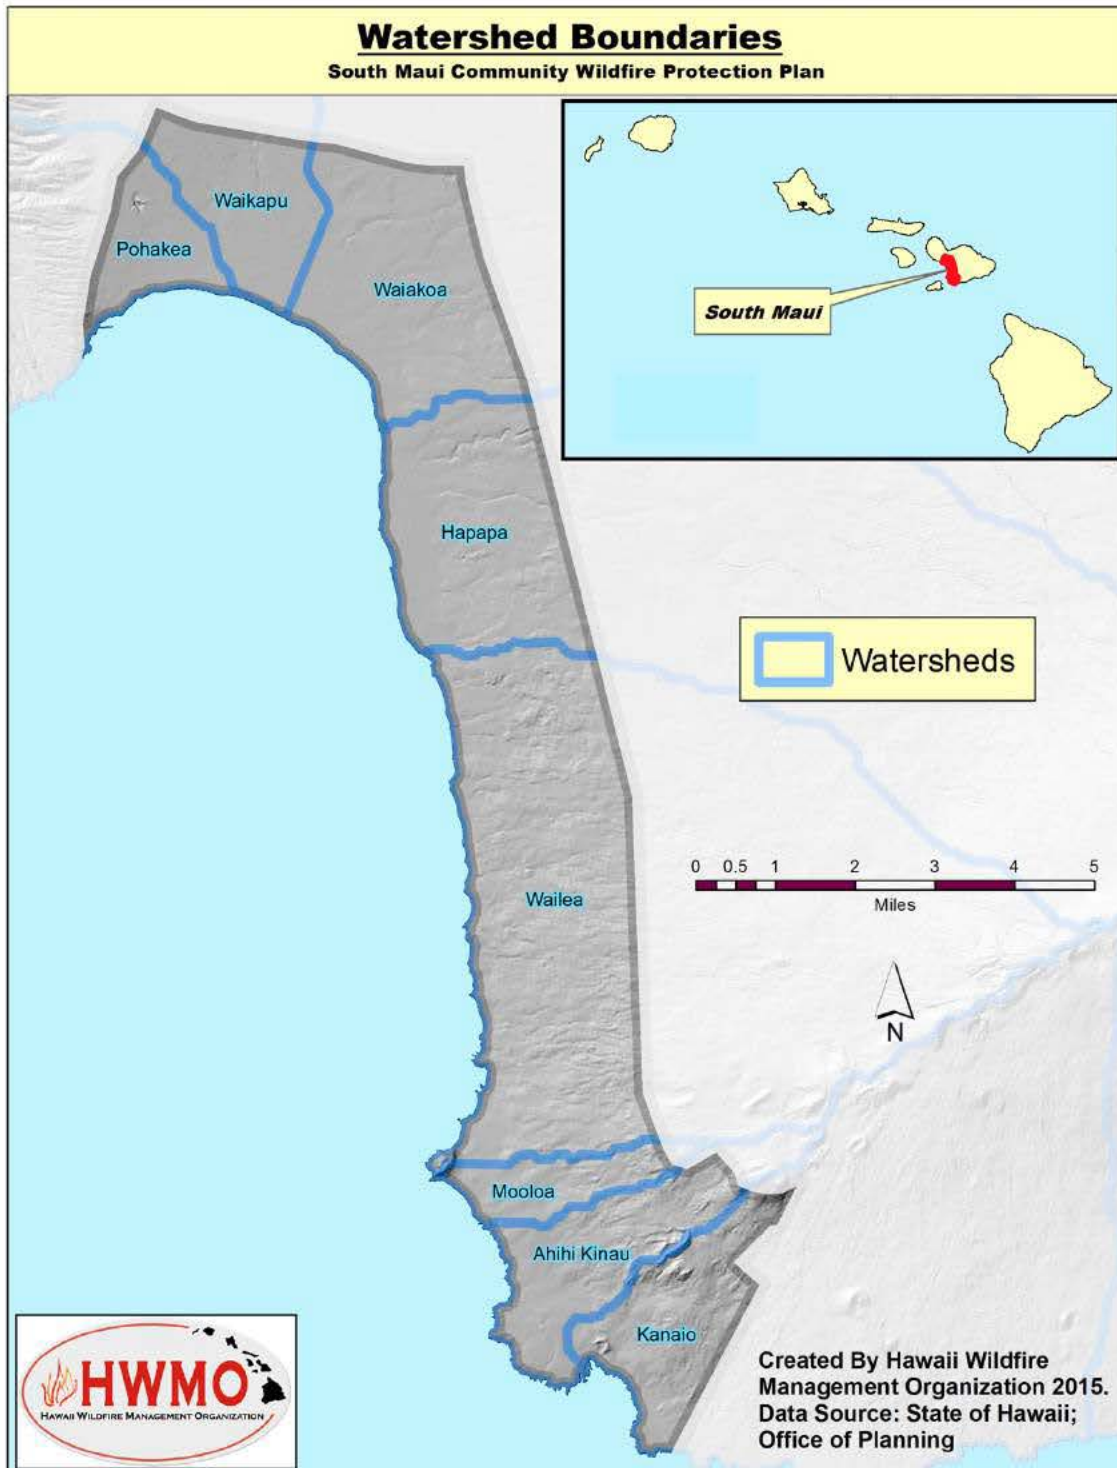 Watershed Boundaries
South Maui Community Wildfire Protection Plan
Waikapu
Pohakea
Waiakoa
South Maui
Hapapa
Watersheds
0 0.5 1 2 3 4 5
Miles
Wailea
N
Mooloa
Ahihi Kinau
Kanaio
HWMO
HAWAII WILDFIRE MANAGEMENT ORGANIZATION
Created By Hawaii Wildfire
Management Organization 2015.
Data Source: State of Hawaii;
Office of Planning